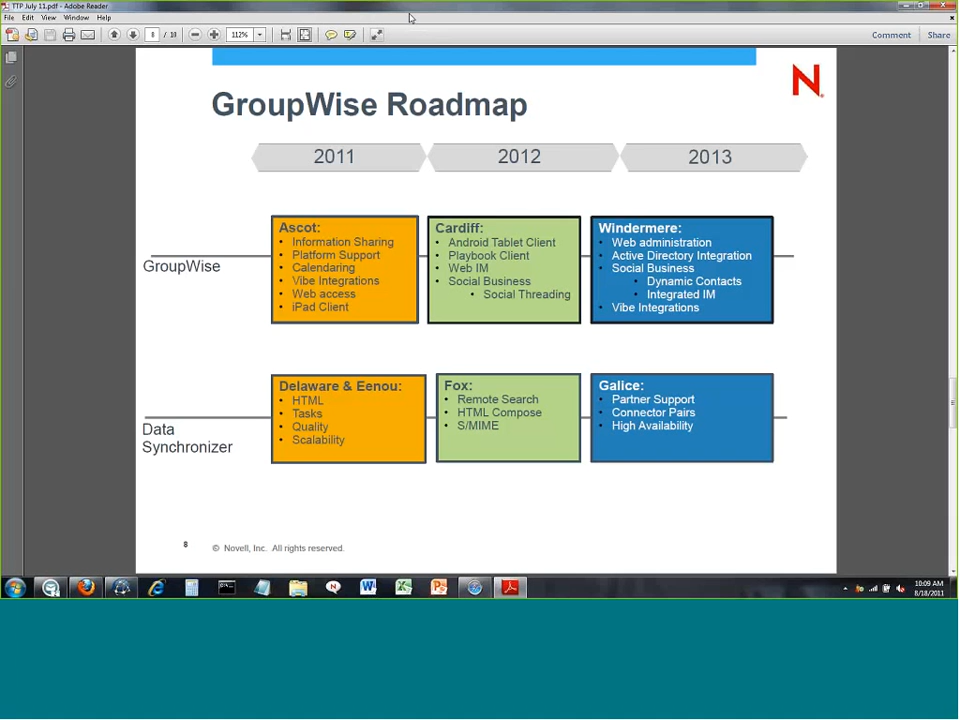 TTP July 11.pdf - Adobe Reader
File Edit View Window Help
8 / 13 112% Comment Share
N
GroupWise Roadmap
2011 2012 2013
GroupWise
Ascot:
• Information Sharing
• Platform Support
• Calendaring
• Vibe Integrations
• Web access
• iPad Client
Cardiff:
• Android Tablet Client
• Playbook Client
• Web IM
• Social Business
• Social Threading
Windermere:
• Web administration
• Active Directory Integration
• Social Business
• Dynamic Contacts
• Integrated IM
• Vibe Integrations
Data
Synchronizer
Delaware & Eenou:
• HTML
• Tasks
• Quality
• Scalability
Fox:
• Remote Search
• HTML Compose
• S/MIME
Galice:
• Partner Support
• Connector Pairs
• High Availability
8 © Novell, Inc. All rights reserved.
10:09 AM
8/18/2011